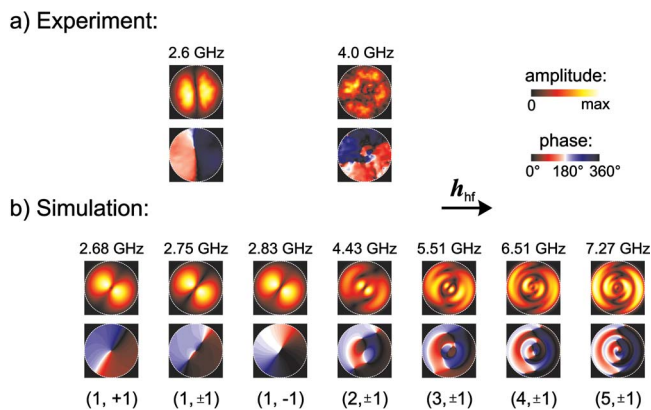 a) Experiment:
2.6 GHz 4.0 GHz
amplitude:
0 max
phase:
0° 180° 360°
h_hf
b) Simulation:
2.68 GHz 2.75 GHz 2.83 GHz 4.43 GHz 5.51 GHz 6.51 GHz 7.27 GHz
(1, +1) (1, ±1) (1, -1) (2, ±1) (3, ±1) (4, ±1) (5, ±1)